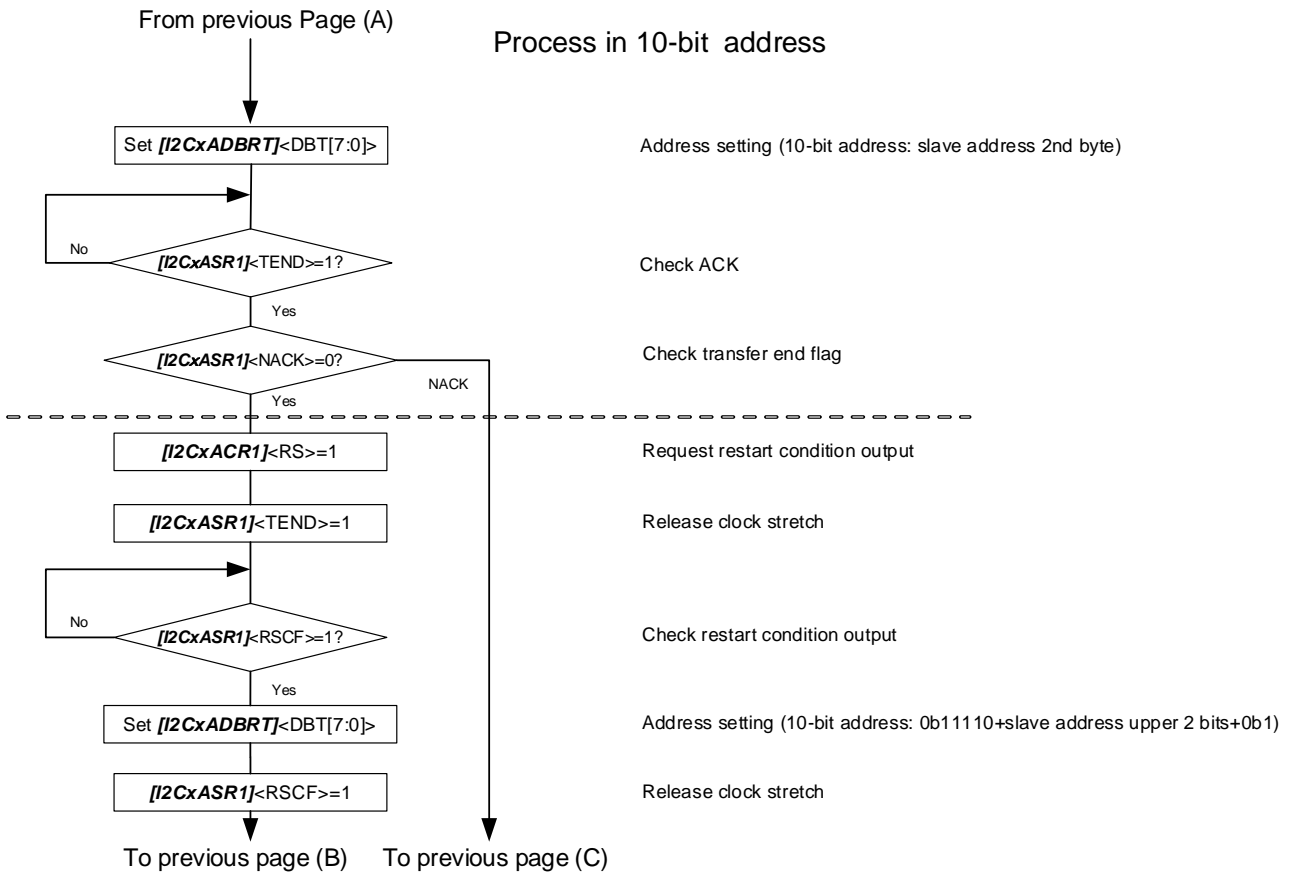 From previous Page (A)
Process in 10-bit address
Set [I2CxADBRT]<DBT[7:0]>
Address setting (10-bit address: slave address 2nd byte)
No
[I2CxASR1]<TEND>=1?
Check ACK
Yes
[I2CxASR1]<NACK>=0?
Check transfer end flag
NACK
Yes
[I2CxACR1]<RS>=1
Request restart condition output
[I2CxASR1]<TEND>=1
Release clock stretch
No
[I2CxASR1]<RSCF>=1?
Check restart condition output
Yes
Set [I2CxADBRT]<DBT[7:0]>
Address setting (10-bit address: 0b11110+slave address upper 2 bits+0b1)
[I2CxASR1]<RSCF>=1
Release clock stretch
To previous page (B)
To previous page (C)